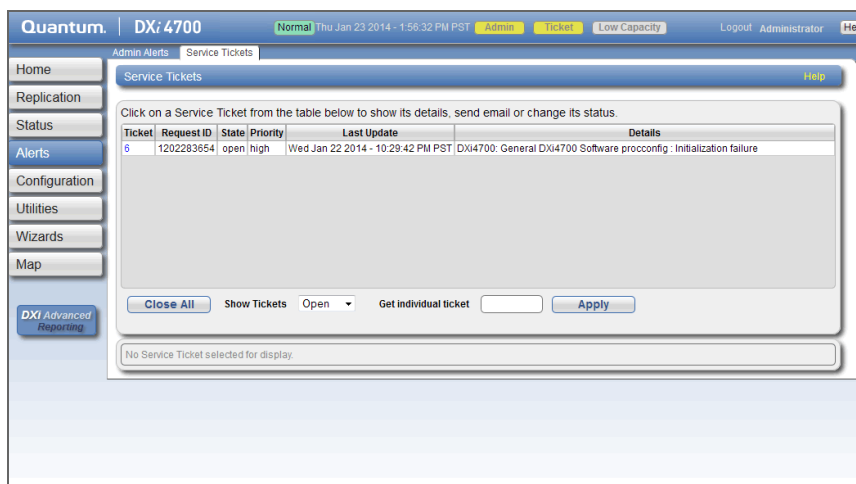 Quantum. DXi 4700 Normal Thu Jan 23 2014 - 1:56:32 PM PST Admin Ticket Low Capacity Logout Administrator He
Admin Alerts Service Tickets
Home
Replication
Status
Alerts
Configuration
Utilities
Wizards
Map
DXi Advanced
Reporting
Service Tickets Help
Click on a Service Ticket from the table below to show its details, send email or change its status.
Ticket Request ID State Priority Last Update Details
6 1202283654 open high Wed Jan 22 2014 - 10:29:42 PM PST DXi4700: General DXi4700 Software procconfig : Initialization failure
Close All Show Tickets Open Get individual ticket Apply
No Service Ticket selected for display.